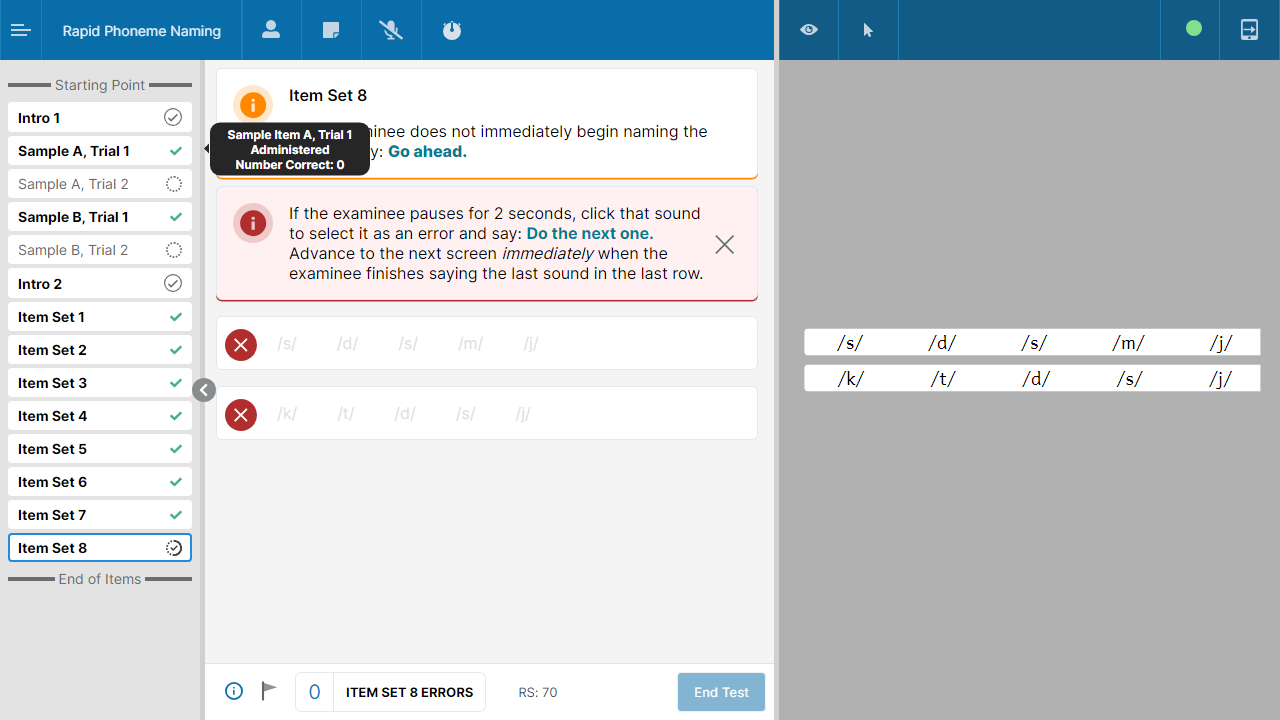 Rapid Phoneme Naming
Starting Point
Intro 1
Sample A, Trial 1
Sample A, Trial 2
Sample B, Trial 1
Sample B, Trial 2
Intro 2
Item Set 1
Item Set 2
Item Set 3
Item Set 4
Item Set 5
Item Set 6
Item Set 7
Item Set 8
End of Items
Sample Item A, Trial 1
Administered
Number Correct: 0
Item Set 8
does not immediately begin naming the
Go ahead.
If the examinee pauses for 2 seconds, click that sound
to select it as an error and say: Do the next one.
Advance to the next screen immediately when the
examinee finishes saying the last sound in the last row.
/s/ /d/ /s/ /m/ /j/
/k/ /t/ /d/ /s/ /j/
0 ITEM SET 8 ERRORS RS: 70 End Test
/s/ /d/ /s/ /m/ /j/
/k/ /t/ /d/ /s/ /j/